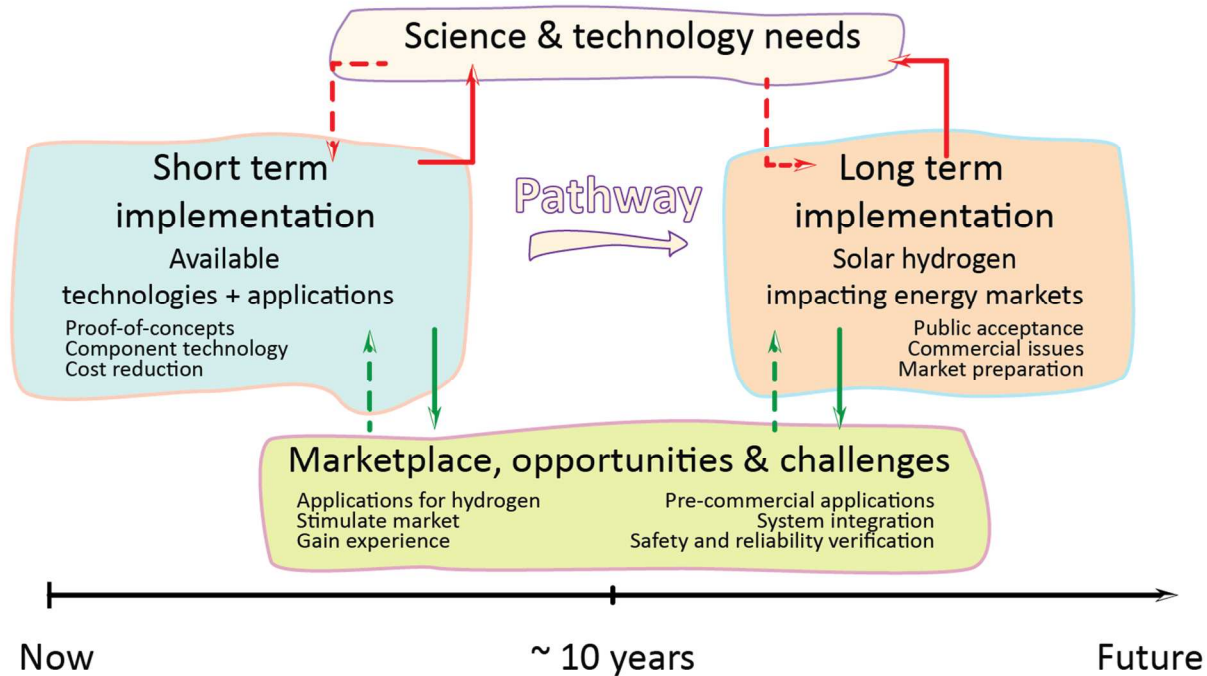 Science & technology needs
Short term
implementation
Available
technologies + applications
Proof-of-concepts
Component technology
Cost reduction
Pathway
Long term
implementation
Solar hydrogen
impacting energy markets
Public acceptance
Commercial issues
Market preparation
Marketplace, opportunities & challenges
Applications for hydrogen
Stimulate market
Gain experience
Pre-commercial applications
System integration
Safety and reliability verification
Now
~ 10 years
Future